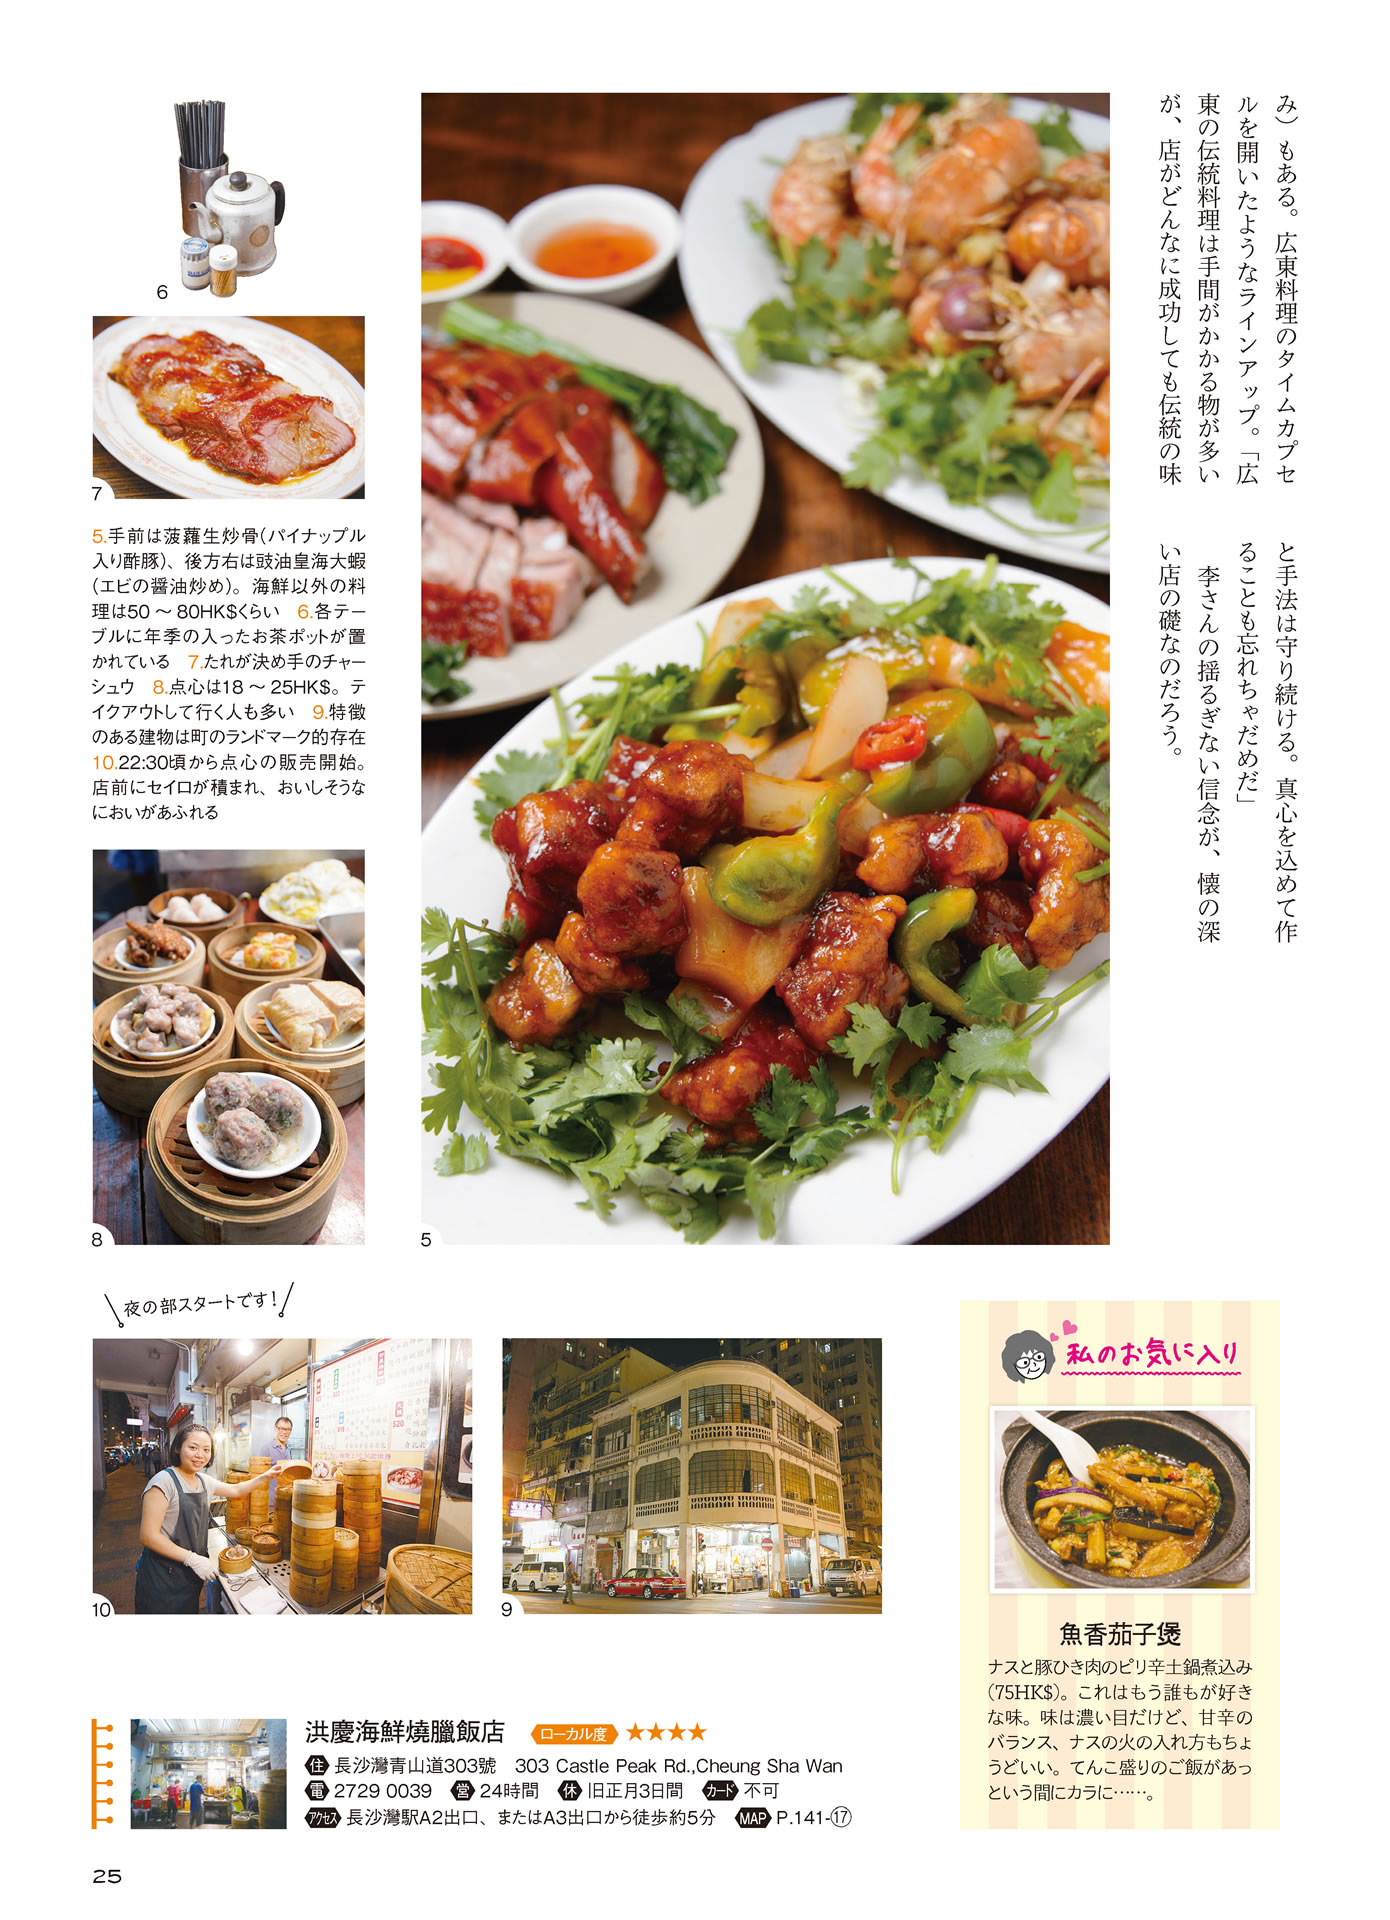 み）もある。広東料理のタイムカプセ
ルを開いたようなラインアップ。「広
東の伝統料理は手間がかかる物が多い
が、店がどんなに成功しても伝統の味
と手法は守り続ける。真心を込めて作
ることも忘れちゃだめだ」
李さんの揺るぎない信念が、懐の深
い店の礎なのだろう。
6
7
5.手前は菠蘿生炒骨（パイナップル
入り酢豚）、後方右は豉油皇海大蝦
（エビの醤油炒め）。海鮮以外の料
理は50～80HK$くらい　6.各テー
ブルに年季の入ったお茶ポットが置
かれている　7.たれが決め手のチャー
シュウ　8.点心は18～25HK$。テ
イクアウトして行く人も多い　9.特徴
のある建物は町のランドマーク的存在
10.22:30頃から点心の販売開始。
店前にセイロが積まれ、おいしそうな
においがあふれる
8
5
夜の部スタートです！
10
9
私のお気に入り
魚香茄子煲
ナスと豚ひき肉のピリ辛土鍋煮込み
（75HK$）。これはもう誰もが好き
な味。味は濃い目だけど、甘辛の
バランス、ナスの火の入れ方もちょ
うどいい。てんこ盛りのご飯があっ
という間にカラに……。
洪慶海鮮燒臘飯店　ローカル度 ★★★★
住 長沙灣青山道303號　303 Castle Peak Rd.,Cheung Sha Wan
電 2729 0039　営 24時間　休 旧正月3日間　カード 不可
アクセス 長沙灣駅A2出口、またはA3出口から徒歩約5分　MAP P.141-⑰
25